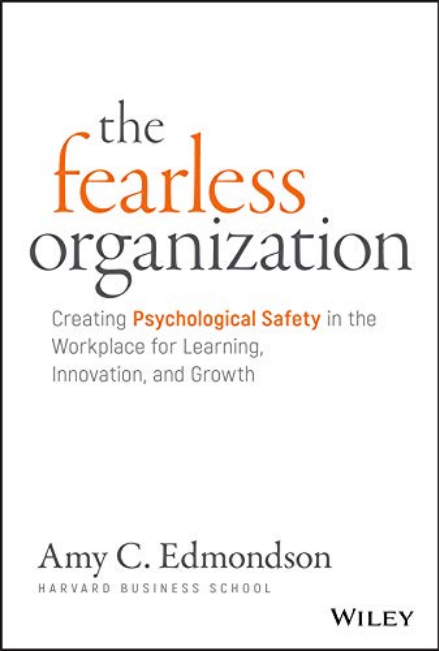 the
fearless
organization
Creating Psychological Safety in the
Workplace for Learning,
Innovation, and Growth
Amy C. Edmondson
HARVARD BUSINESS SCHOOL
WILEY